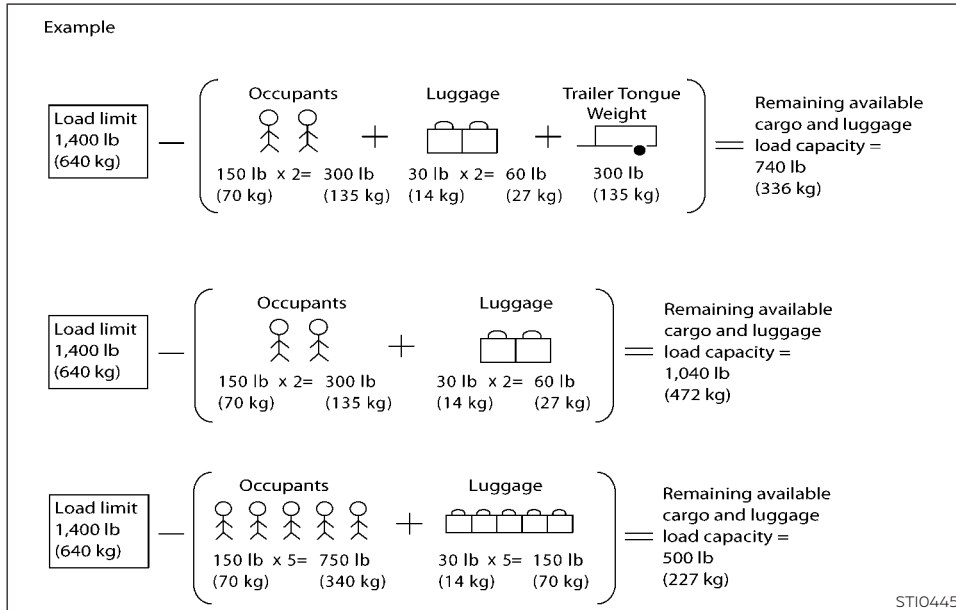 Example
Occupants
Luggage
Trailer Tongue
Weight
Load limit
1,400 lb
(640 kg)
150 lb x 2= 300 lb
(70 kg) (135 kg)
30 lb x 2= 60 lb
(14 kg) (27 kg)
300 lb
(135 kg)
Remaining available
cargo and luggage
load capacity =
740 lb
(336 kg)
Occupants
Luggage
Load limit
1,400 lb
(640 kg)
150 lb x 2= 300 lb
(70 kg) (135 kg)
30 lb x 2= 60 lb
(14 kg) (27 kg)
Remaining available
cargo and luggage
load capacity =
1,040 lb
(472 kg)
Occupants
Luggage
Load limit
1,400 lb
(640 kg)
150 lb x 5= 750 lb
(70 kg) (340 kg)
30 lb x 5= 150 lb
(14 kg) (70 kg)
Remaining available
cargo and luggage
load capacity =
500 lb
(227 kg)
STI0445